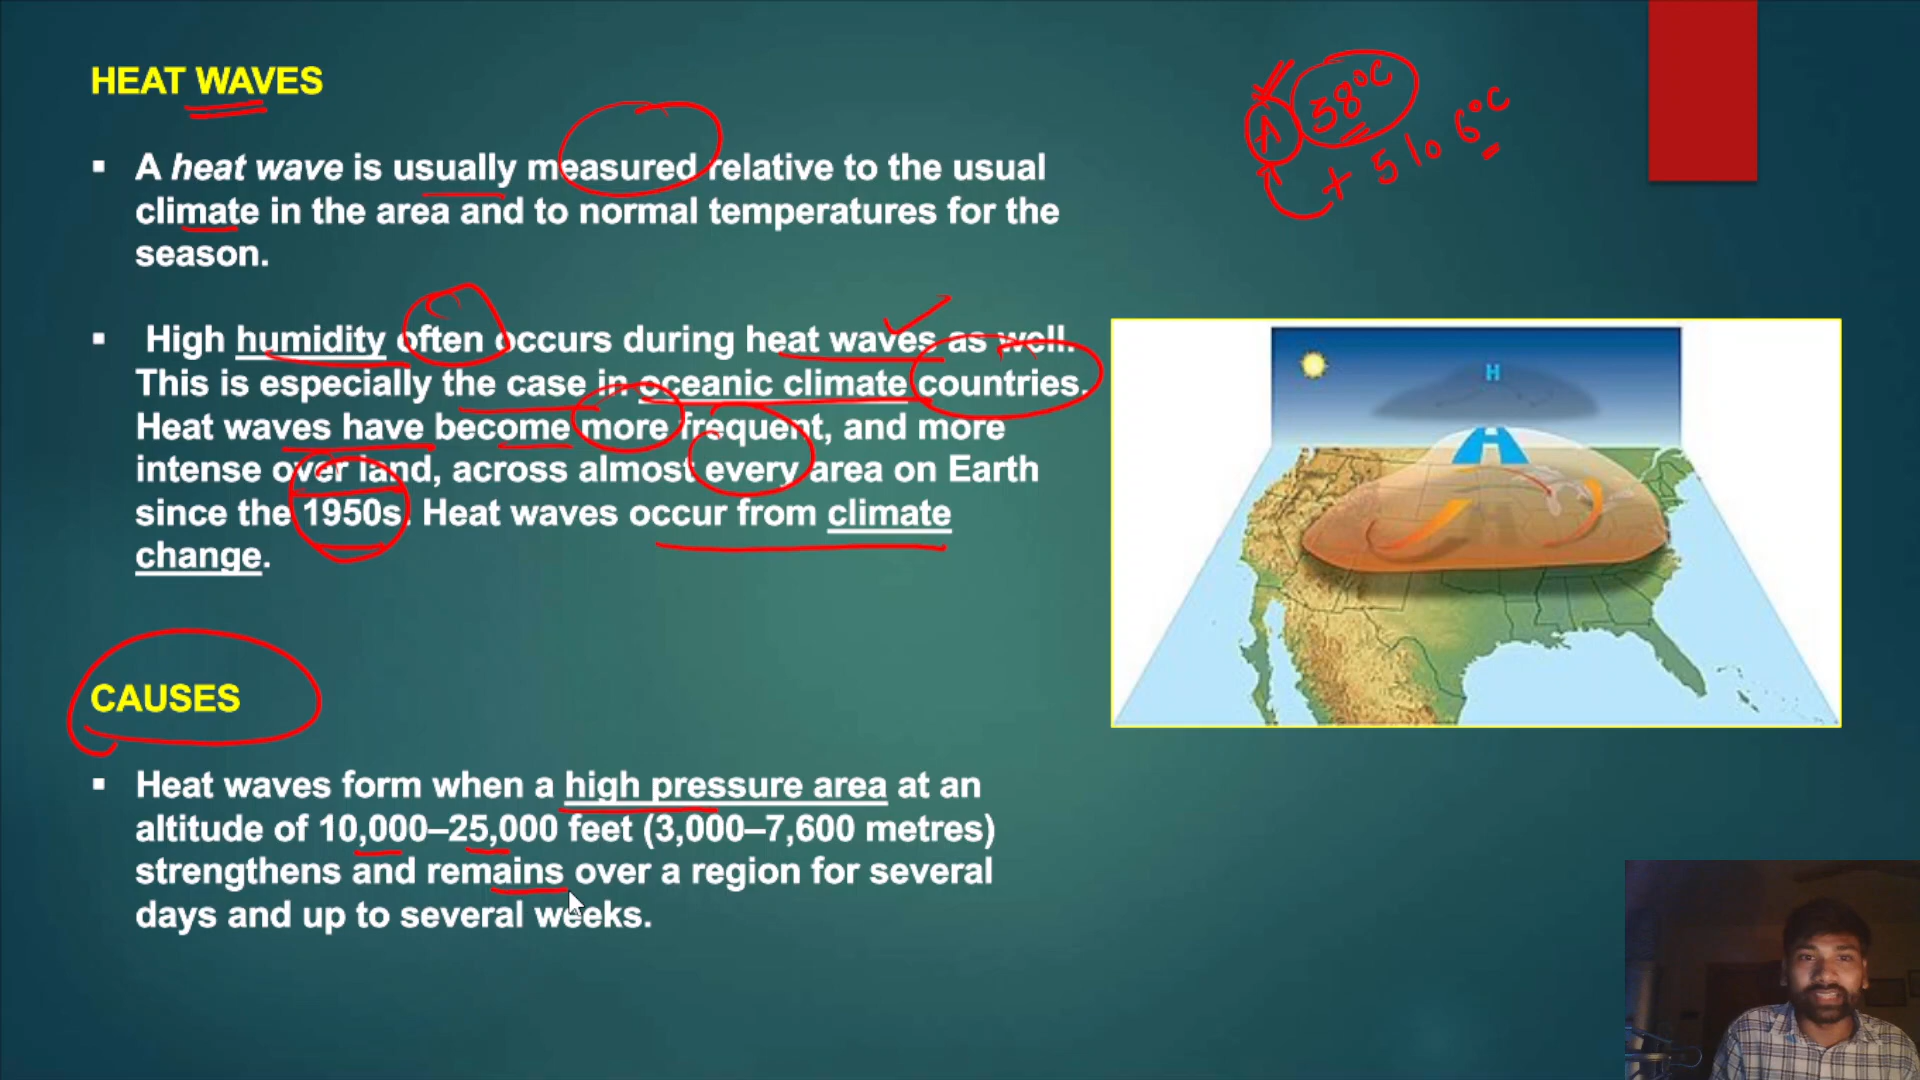 HEAT WAVES
38°C
+ 5 to 6°C
▪ A heat wave is usually measured relative to the usual
climate in the area and to normal temperatures for the
season.
▪ High humidity often occurs during heat waves as well.
This is especially the case in oceanic climate countries.
Heat waves have become more frequent, and more
intense over land, across almost every area on Earth
since the 1950s. Heat waves occur from climate
change.
H
CAUSES
▪ Heat waves form when a high pressure area at an
altitude of 10,000–25,000 feet (3,000–7,600 metres)
strengthens and remains over a region for several
days and up to several weeks.